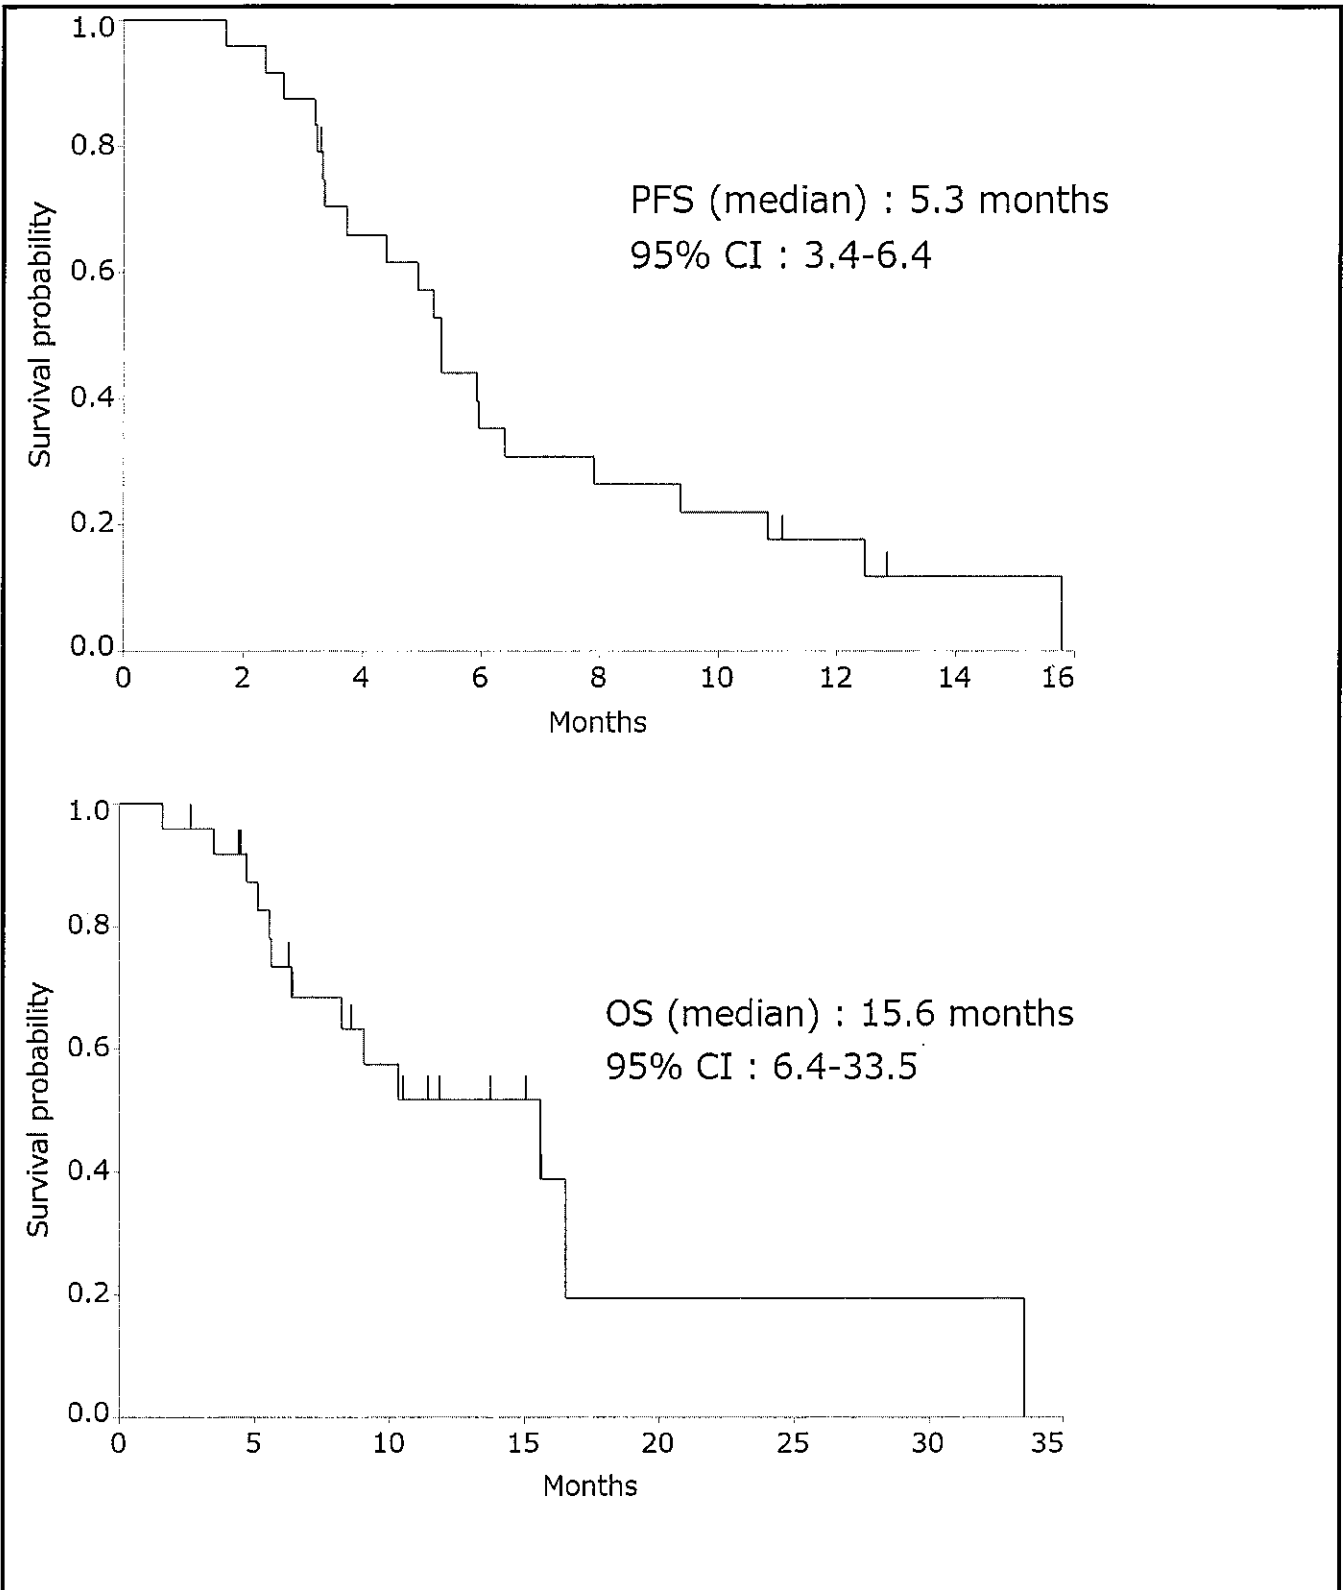 1.0
0.8
0.6
0.4
0.2
0.0
Survival probability
PFS (median) : 5.3 months
95% CI : 3.4-6.4
0 2 4 6 8 10 12 14 16
Months
1.0
0.8
0.6
0.4
0.2
0.0
Survival probability
OS (median) : 15.6 months
95% CI : 6.4-33.5
0 5 10 15 20 25 30 35
Months